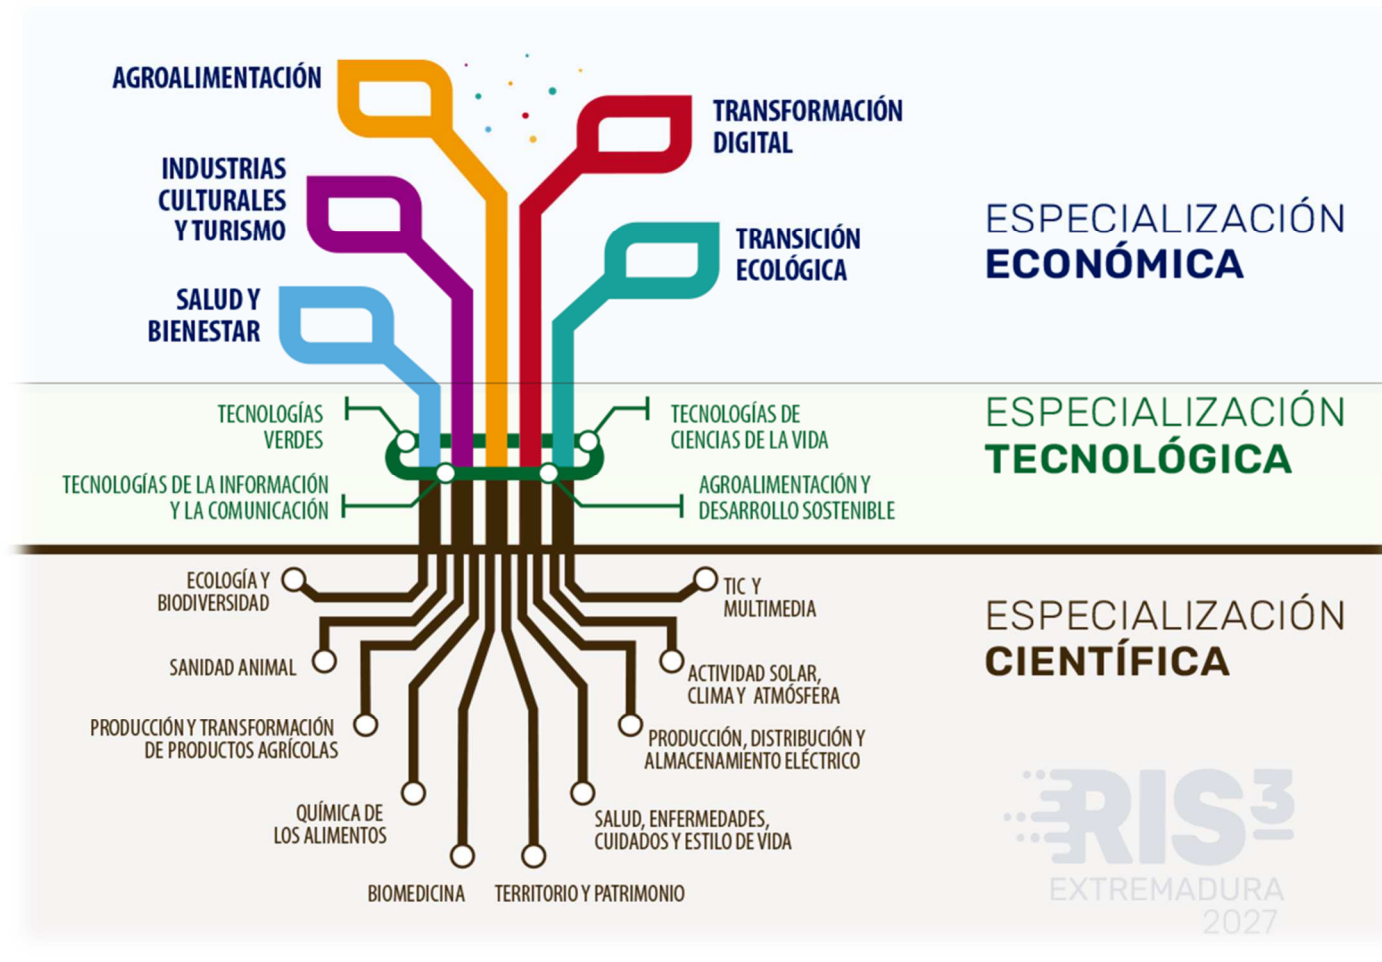 AGROALIMENTACIÓN
TRANSFORMACIÓN
DIGITAL
INDUSTRIAS
CULTURALES
Y TURISMO
TRANSICIÓN
ECOLÓGICA
SALUD Y
BIENESTAR
ESPECIALIZACIÓN
ECONÓMICA
TECNOLOGÍAS
VERDES
TECNOLOGÍAS DE
CIENCIAS DE LA VIDA
TECNOLOGÍAS DE LA INFORMACIÓN
Y LA COMUNICACIÓN
AGROALIMENTACIÓN Y
DESARROLLO SOSTENIBLE
ESPECIALIZACIÓN
TECNOLÓGICA
ECOLOGÍA Y
BIODIVERSIDAD
TIC Y
MULTIMEDIA
SANIDAD ANIMAL
ACTIVIDAD SOLAR,
CLIMA Y ATMÓSFERA
PRODUCCIÓN Y TRANSFORMACIÓN
DE PRODUCTOS AGRÍCOLAS
PRODUCCIÓN, DISTRIBUCIÓN Y
ALMACENAMIENTO ELÉCTRICO
QUÍMICA DE
LOS ALIMENTOS
SALUD, ENFERMEDADES,
CUIDADOS Y ESTILO DE VIDA
BIOMEDICINA
TERRITORIO Y PATRIMONIO
ESPECIALIZACIÓN
CIENTÍFICA
RIS3
EXTREMADURA
2027